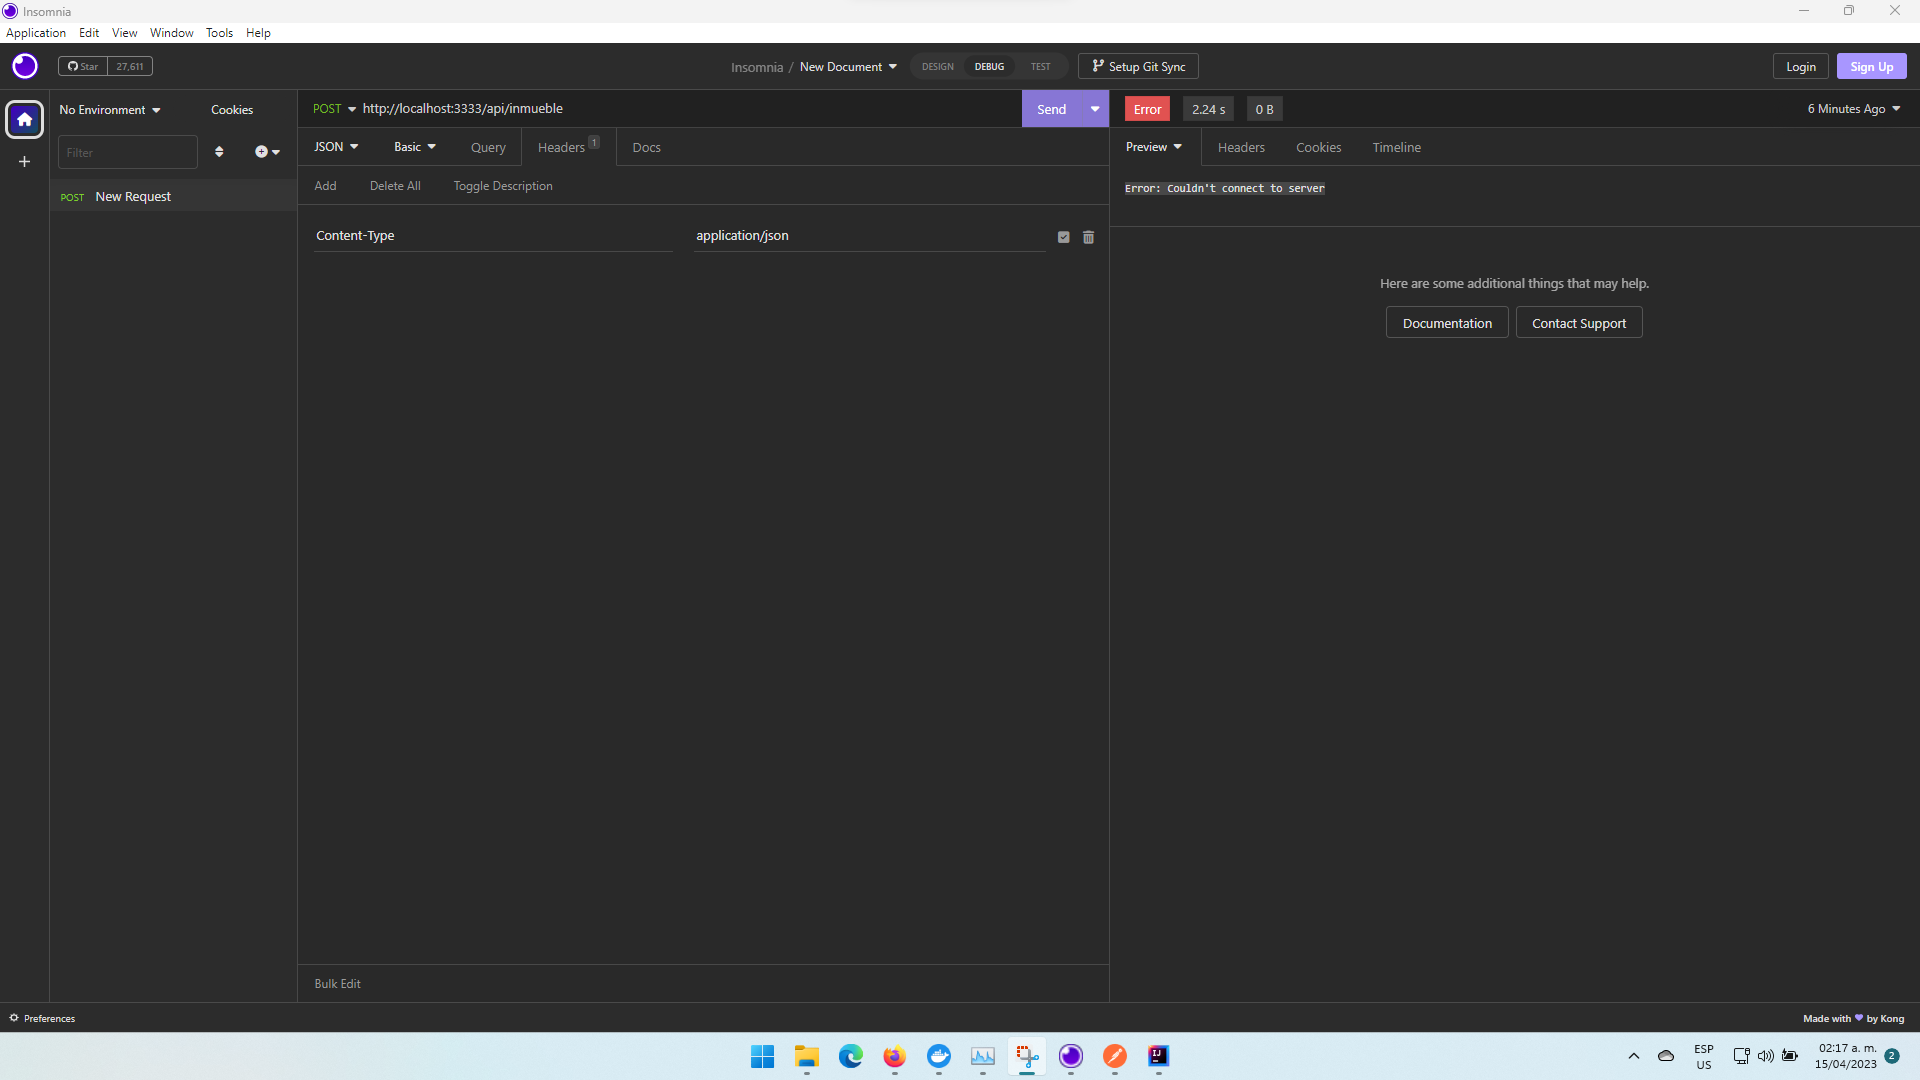 Insomnia
Application Edit View Window Tools Help
Star 27,611
Insomnia / New Document
DESIGN DEBUG TEST
Setup Git Sync
Login Sign Up
No Environment
Cookies
POST http://localhost:3333/api/inmueble
Send
Error 2.24 s 0 B
6 Minutes Ago
Filter
JSON Basic Query Headers 1 Docs
Preview Headers Cookies Timeline
Add Delete All Toggle Description
Error: Couldn't connect to server
POST New Request
Content-Type application/json
Here are some additional things that may help.
Documentation Contact Support
Bulk Edit
Preferences
Made with ♥ by Kong
IJ
ESP
US
02:17 a. m.
15/04/2023
2